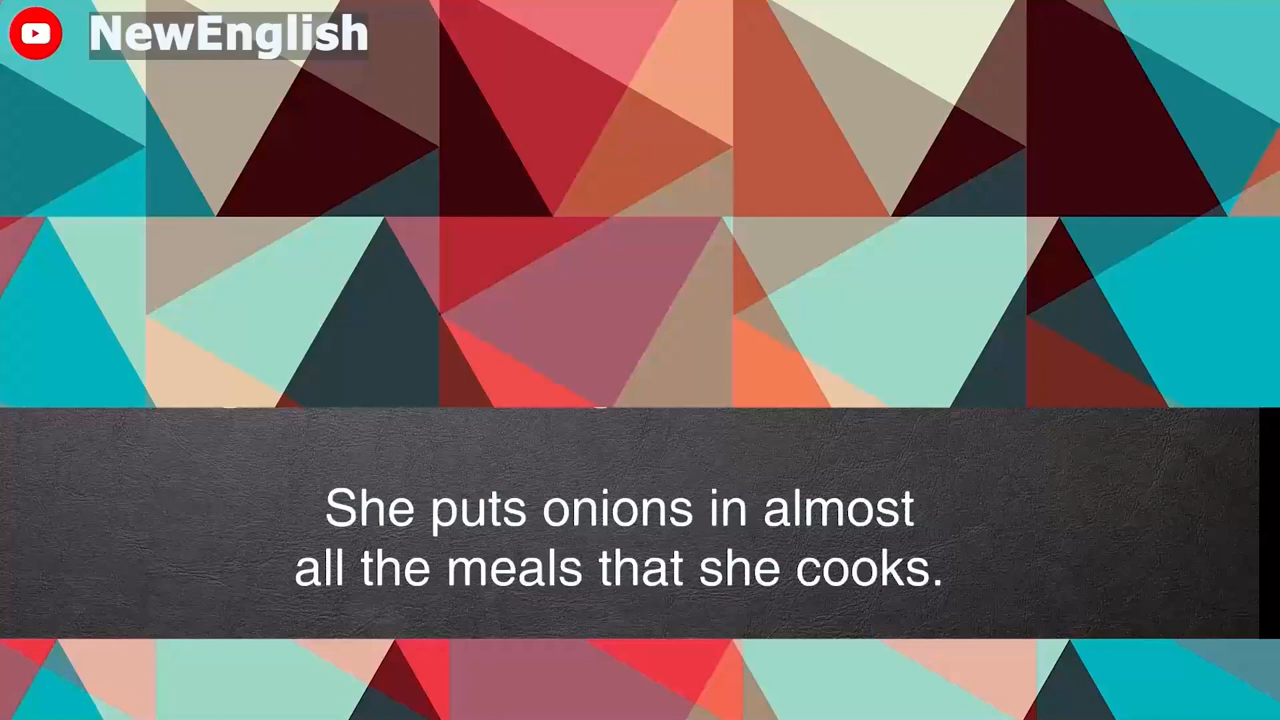 NewEnglish
She puts onions in almost
all the meals that she cooks.